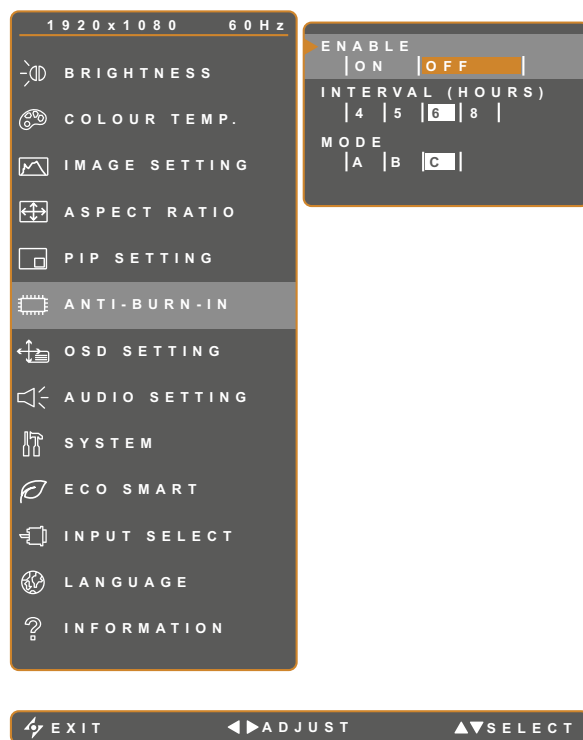 1920x1080 60Hz
BRIGHTNESS
COLOUR TEMP.
IMAGE SETTING
ASPECT RATIO
PIP SETTING
ANTI-BURN-IN
OSD SETTING
AUDIO SETTING
SYSTEM
ECO SMART
INPUT SELECT
LANGUAGE
INFORMATION
ENABLE
ON OFF
INTERVAL (HOURS)
4 5 6 8
MODE
A B C
EXIT ADJUST SELECT